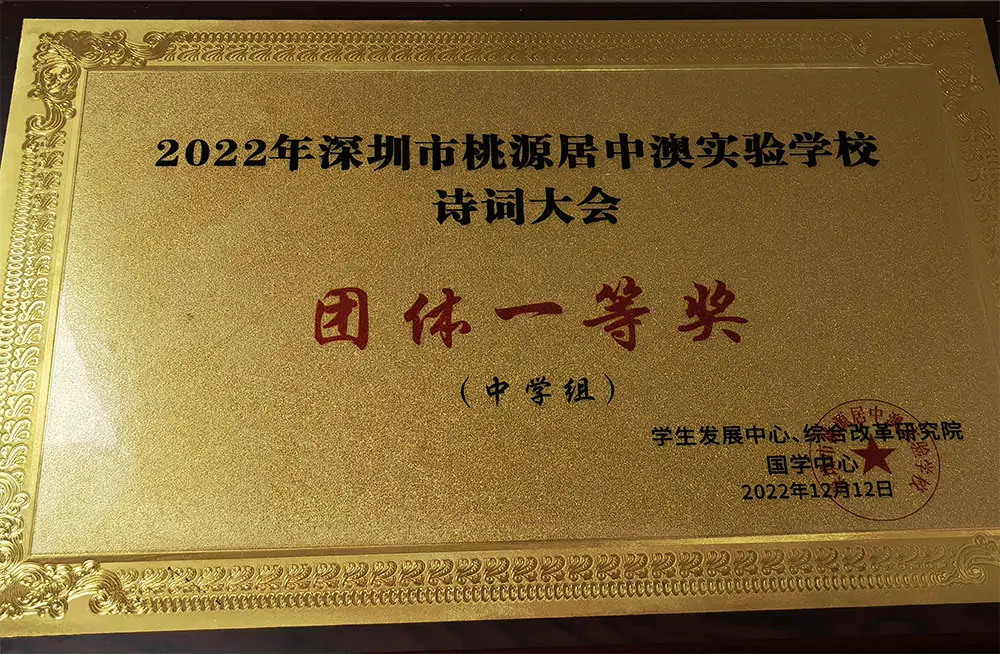 2022年深圳市桃源居中澳实验学校
诗词大会
团体一等奖
（中学组）
学生发展中心、综合改革研究院
国学中心
2022年12月12日